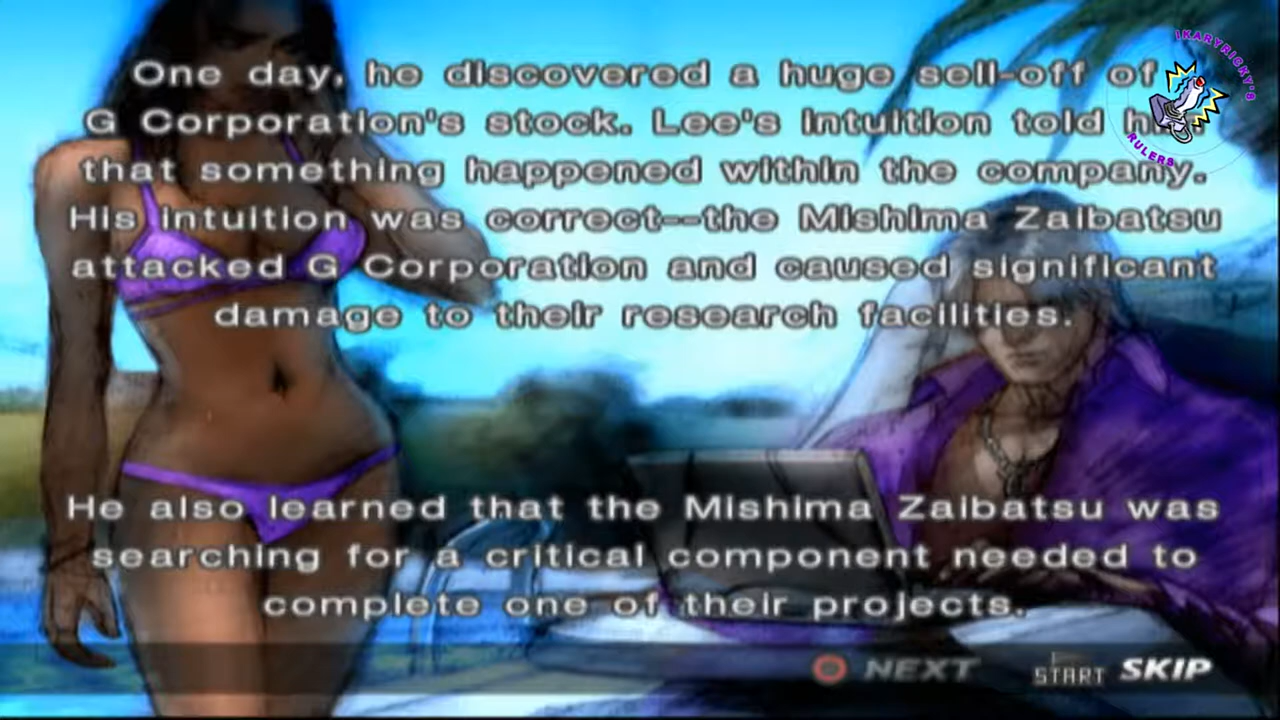 One day, he discovered a huge sell-off of
G Corporation's stock. Lee's intuition told
that something happened within the company.
His intuition was correct--the Mishima Zaibatsu
attacked G Corporation and caused significant
damage to their research facilities.
He also learned that the Mishima Zaibatsu was
searching for a critical component needed to
complete one of their projects.
NEXT START SKIP
IKARYRICKY'S
RULERS